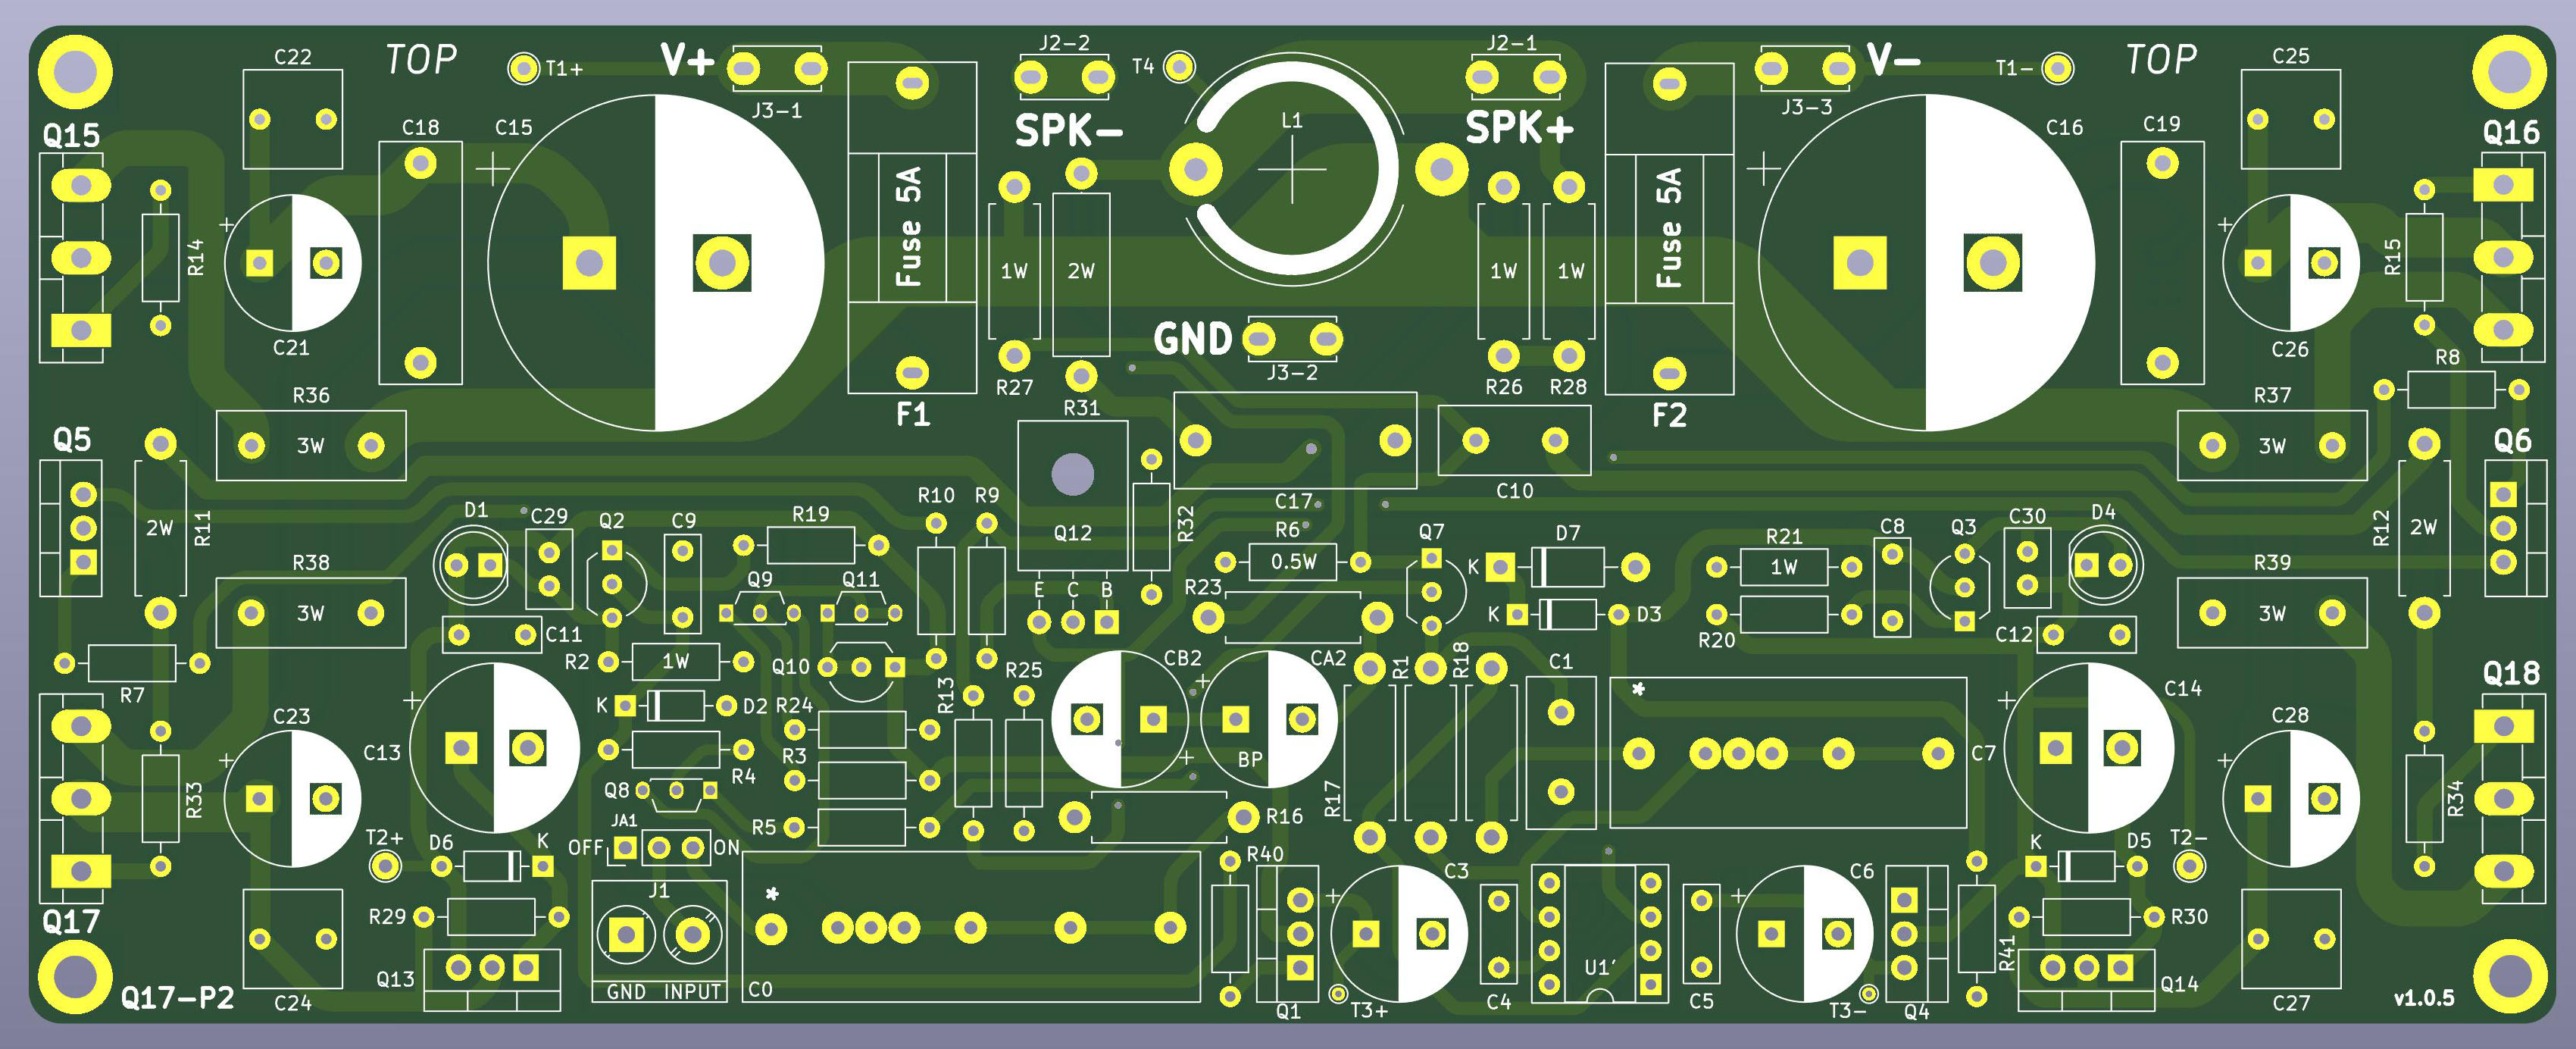 C22
TOP
T1+
V+
J3-1
J2-2
T4
J2-1
J3-3
V-
T1-
TOP
C25
Q15
C18
C15
SPK-
L1
SPK+
C16
C19
Q16
R14
Fuse 5A
1W
2W
1W
1W
Fuse 5A
R15
C21
GND
J3-2
C26
R8
R36
3W
F1
R27
R31
R26
R28
F2
R37
3W
Q5
2W
R11
Q12
R32
C17
C10
R12
2W
Q6
D1
C29
Q2
C9
R19
R10
R9
R6
0.5W
Q7
K
D7
R21
1W
C8
Q3
C30
D4
R38
3W
Q9
Q11
E
C
B
R23
K
D3
R20
R39
3W
C11
C12
R7
R2
1W
Q10
R13
R25
CB2
CA2
R1
R18
C1
*
C14
Q18
C23
K
D2
R24
C28
C13
R3
R4
BP
C7
R33
Q8
R17
R34
JA1
R5
R16
T2+
D6
K
OFF
ON
K
D5
T2-
R40
C3
C6
J1
*
R29
R30
Q17
Q13
U1'
R41
Q14
Q17-P2
C24
GND
INPUT
C0
Q1
T3+
C4
C5
T3-
Q4
C27
v1.0.5